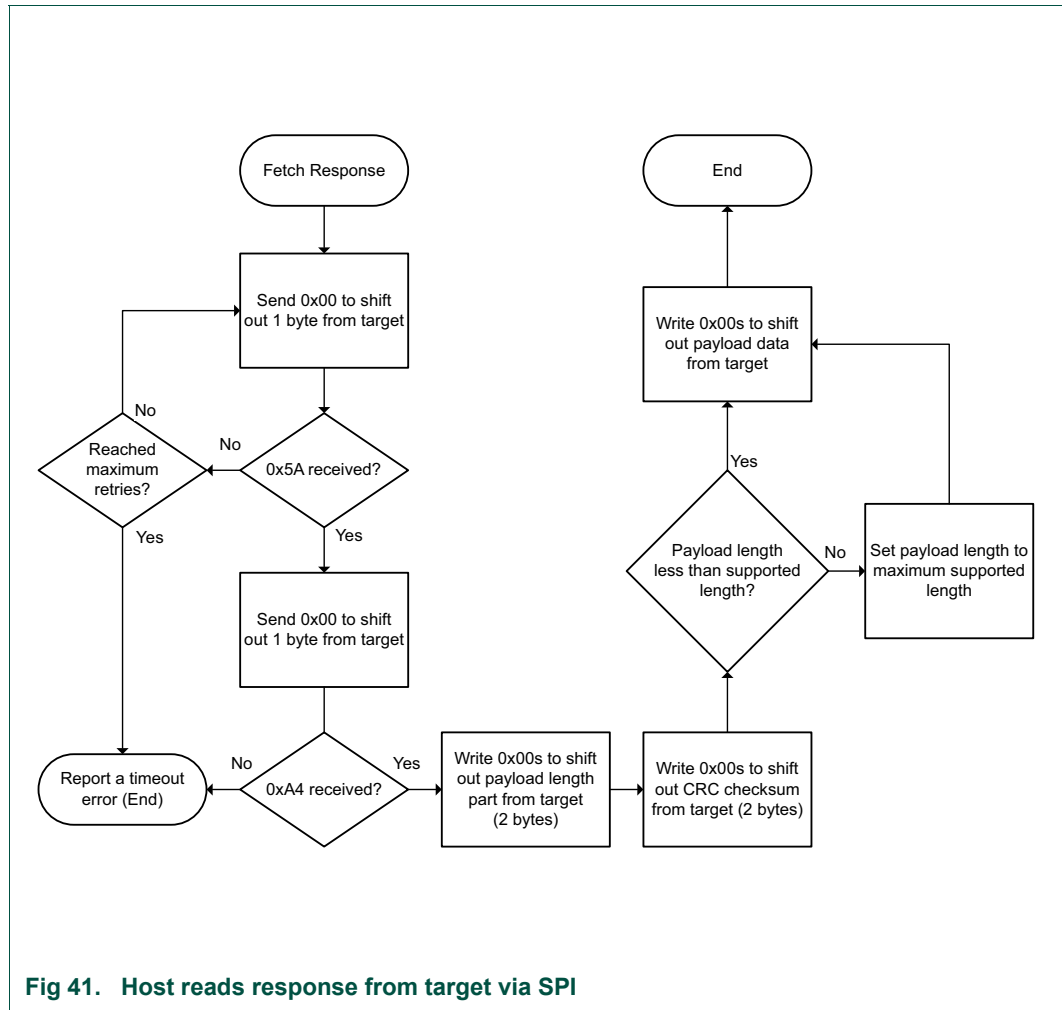 Fetch Response
Send 0x00 to shift
out 1 byte from target
0x5A received?
No
Reached
maximum
retries?
No
Yes
Yes
Send 0x00 to shift
out 1 byte from target
0xA4 received?
No
Report a timeout
error (End)
Yes
Write 0x00s to shift
out payload length
part from target
(2 bytes)
Write 0x00s to shift
out CRC checksum
from target (2 bytes)
Payload length
less than supported
length?
No
Set payload length to
maximum supported
length
Yes
Write 0x00s to shift
out payload data
from target
End
Fig 41. Host reads response from target via SPI